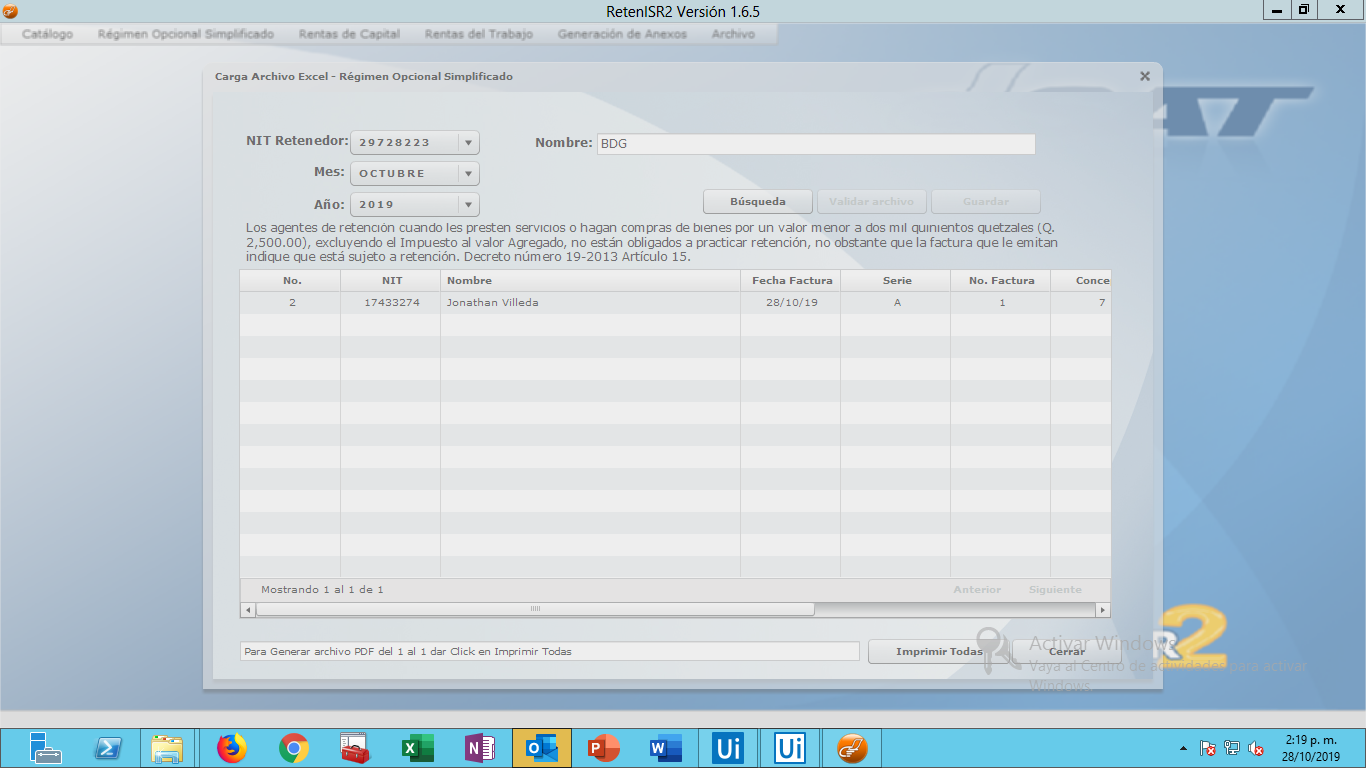 RetenISR2 Versión 1.6.5
Catálogo Régimen Opcional Simplificado Rentas de Capital Rentas del Trabajo Generación de Anexos Archivo
Carga Archivo Excel - Régimen Opcional Simplificado
NIT Retenedor: 29728223 Nombre: BDG
Mes: OCTUBRE
Año: 2019
Búsqueda Validar archivo Guardar
Los agentes de retención cuando les presten servicios o hagan compras de bienes por un valor menor a dos mil quinientos quetzales (Q.
2,500.00), excluyendo el Impuesto al valor Agregado, no están obligados a practicar retención, no obstante que la factura que le emitan
indique que está sujeto a retención. Decreto número 19-2013 Artículo 15.
No. NIT Nombre Fecha Factura Serie No. Factura Conce
2 17433274 Jonathan Villeda 28/10/19 A 1 7
Mostrando 1 al 1 de 1 Anterior Siguiente
Para Generar archivo PDF del 1 al 1 dar Click en Imprimir Todas Imprimir Todas Cerrar
Activar Windows
Vaya al Centro de actividades para activar
Windows.
R2
2:19 p. m.
28/10/2019